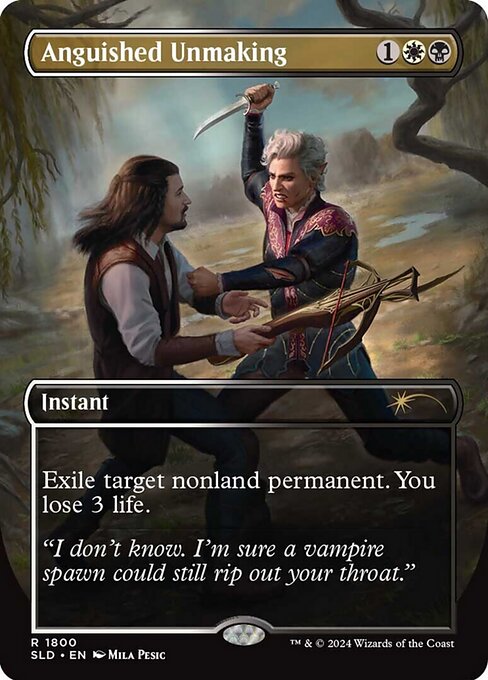 Anguished Unmaking
1
Instant
Exile target nonland permanent. You
lose 3 life.
“I don’t know. I’m sure a vampire
spawn could still rip out your throat.”
R 1800
SLD • EN Mila Pesic
™ & © 2024 Wizards of the Coast